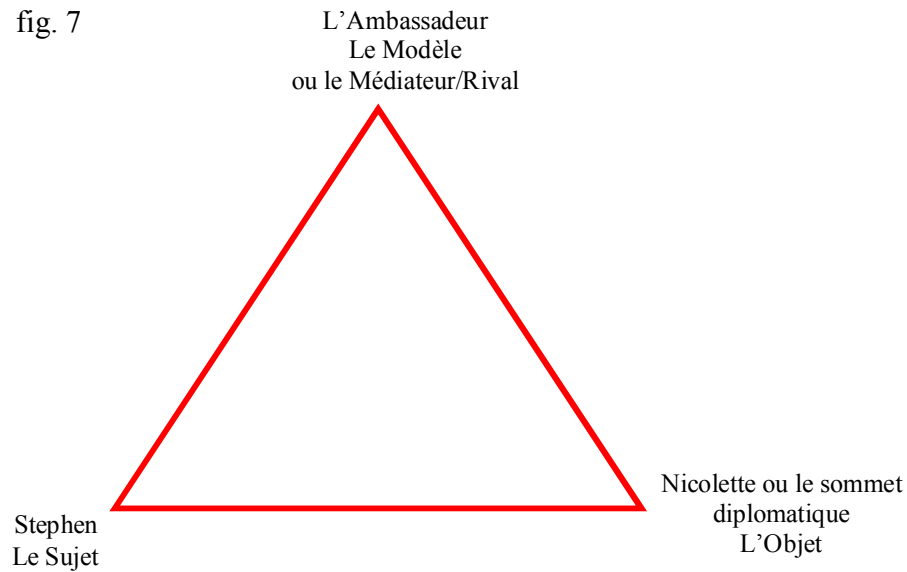 fig. 7
L’Ambassadeur
Le Modèle
ou le Médiateur/Rival
Stephen
Le Sujet
Nicolette ou le sommet
diplomatique
L’Objet